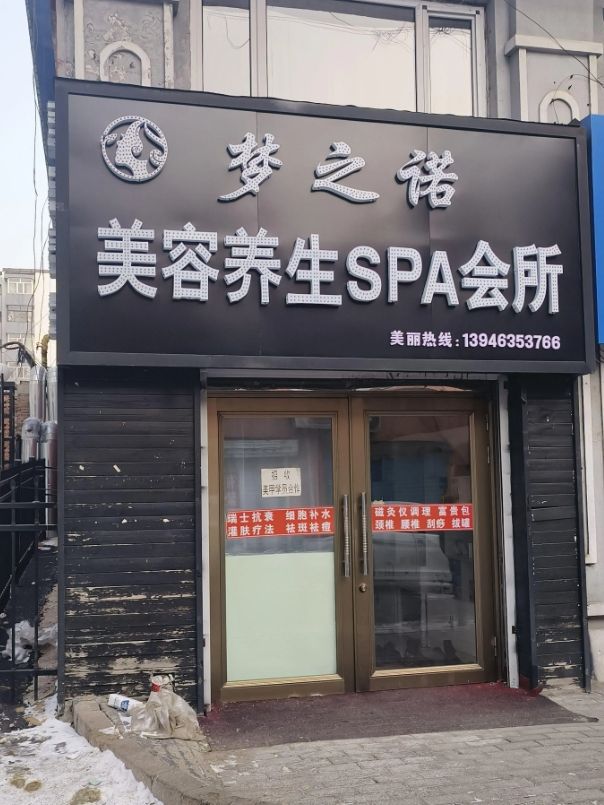 梦之诺
美容养生SPA会所
美丽热线:13946353766
招收
美甲学员合作
瑞士抗衰 细胞补水
灌肤疗法 祛斑祛痘
磁灸仪调理 富贵包
颈椎 腰椎 刮痧 拔罐